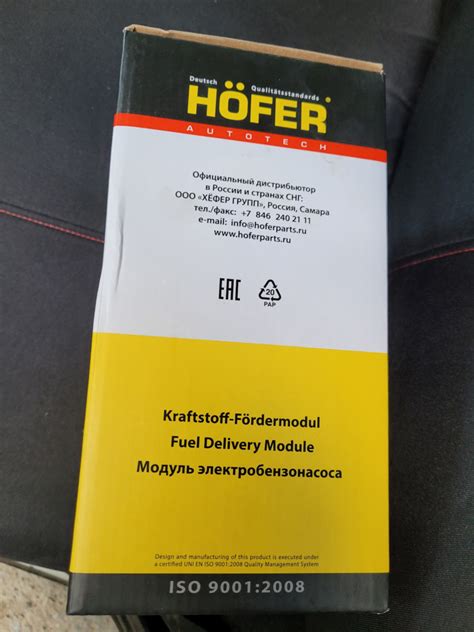 Deutsch Qualitätsstandards
HÖFER
AUTOTECH
Официальный дистрибьютор
в России и странах СНГ:
ООО «ХЁФЕР ГРУПП», Россия, Самара
тел./факс: +7 846 240 21 11
e-mail: info@hoferparts.ru
www.hoferparts.ru
EAC
20
PAP
Kraftstoff-Fördermodul
Fuel Delivery Module
Модуль электробензонасоса
Design and manufacturing of this product is executed under
a certified UNI EN ISO 9001:2008 Quality Management System
ISO 9001:2008